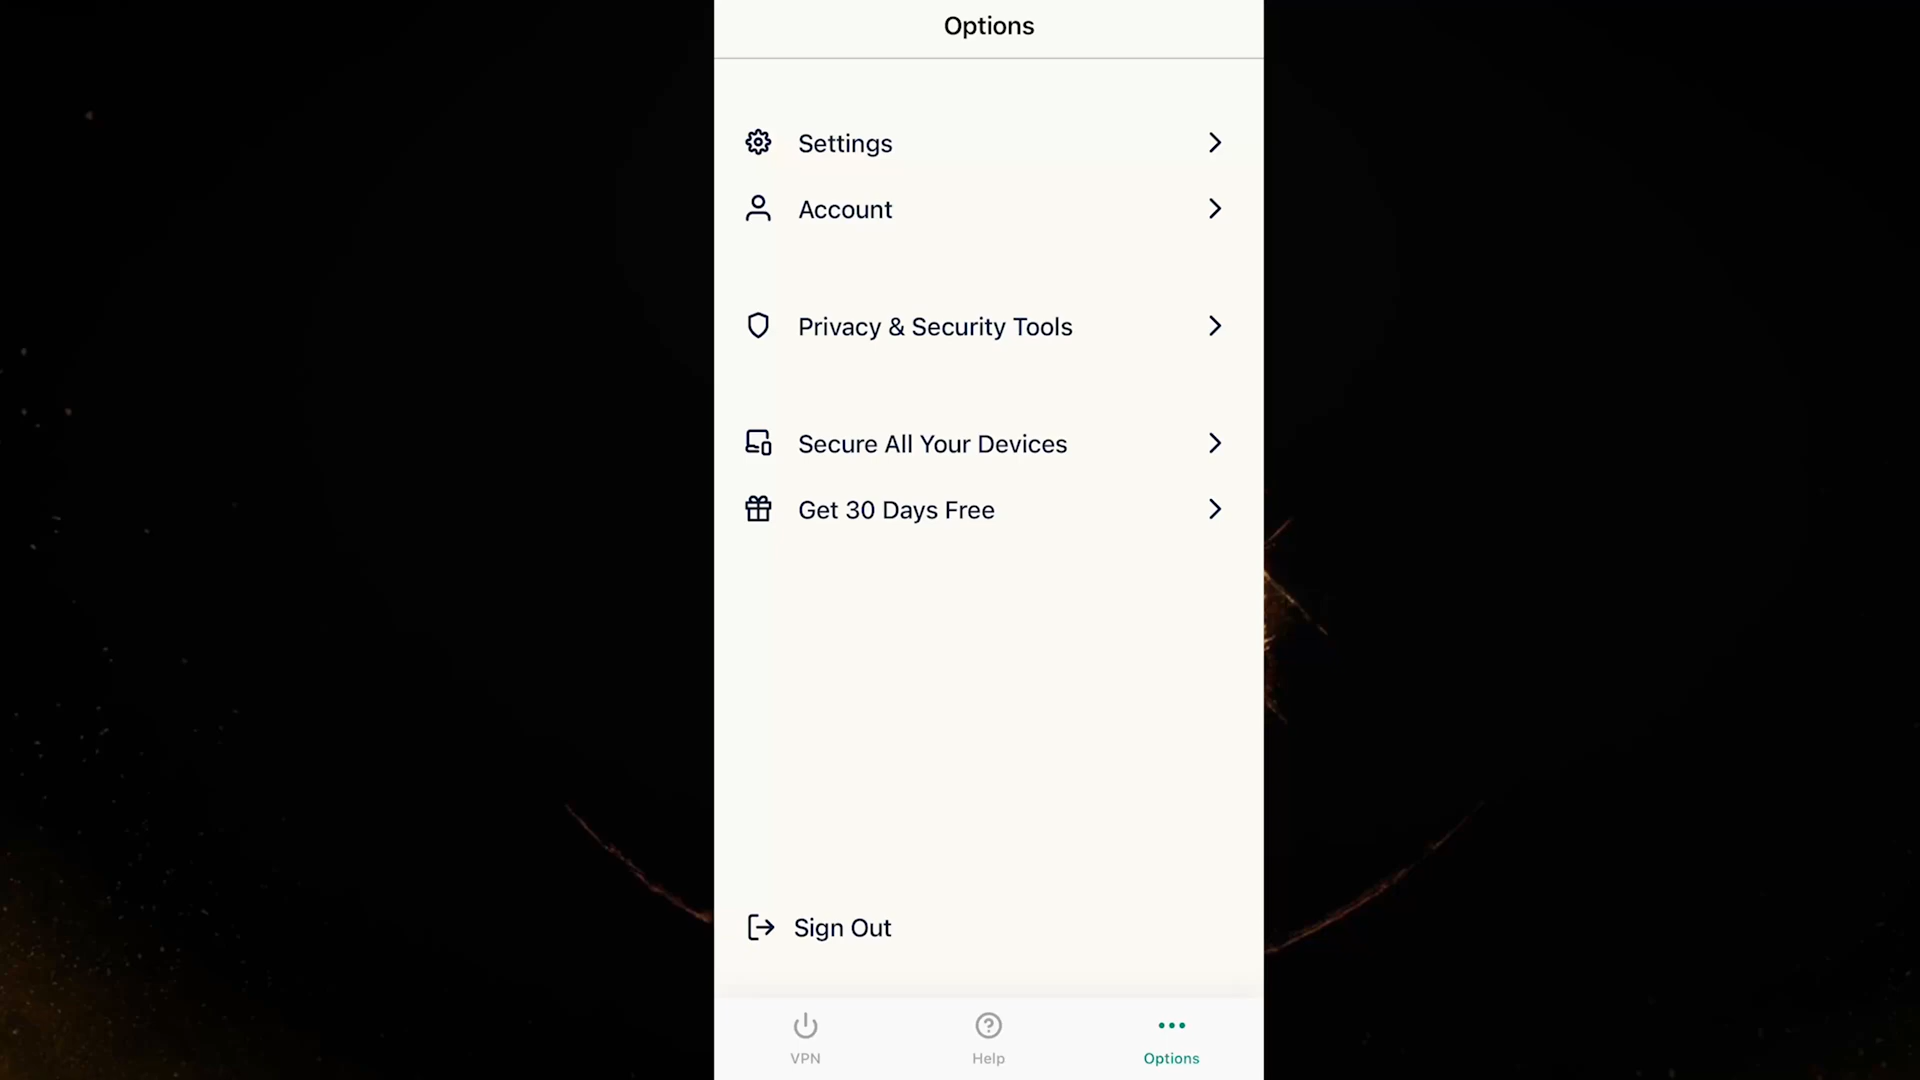 Options
Settings
Account
Privacy & Security Tools
Secure All Your Devices
Get 30 Days Free
Sign Out
VPN
Help
Options